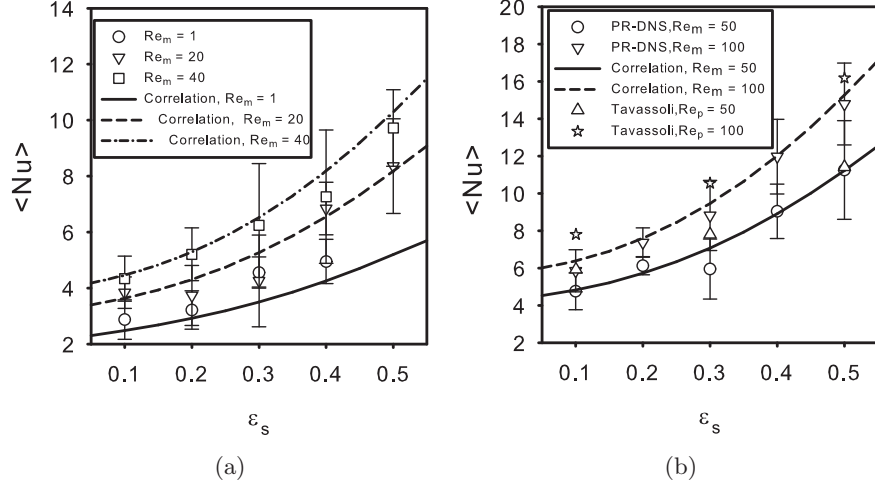 14
12
10
8
6
4
2
<Nu>
Re_m = 1
Re_m = 20
Re_m = 40
Correlation, Re_m = 1
Correlation, Re_m = 20
Correlation, Re_m = 40
0.1 0.2 0.3 0.4 0.5
ε_s
(a)
20
18
16
14
12
10
8
6
4
2
<Nu>
PR-DNS,Re_m = 50
PR-DNS,Re_m = 100
Correlation, Re_m = 50
Correlation, Re_m = 100
Tavassoli,Re_p = 50
Tavassoli,Re_p = 100
0.1 0.2 0.3 0.4 0.5
ε_s
(b)